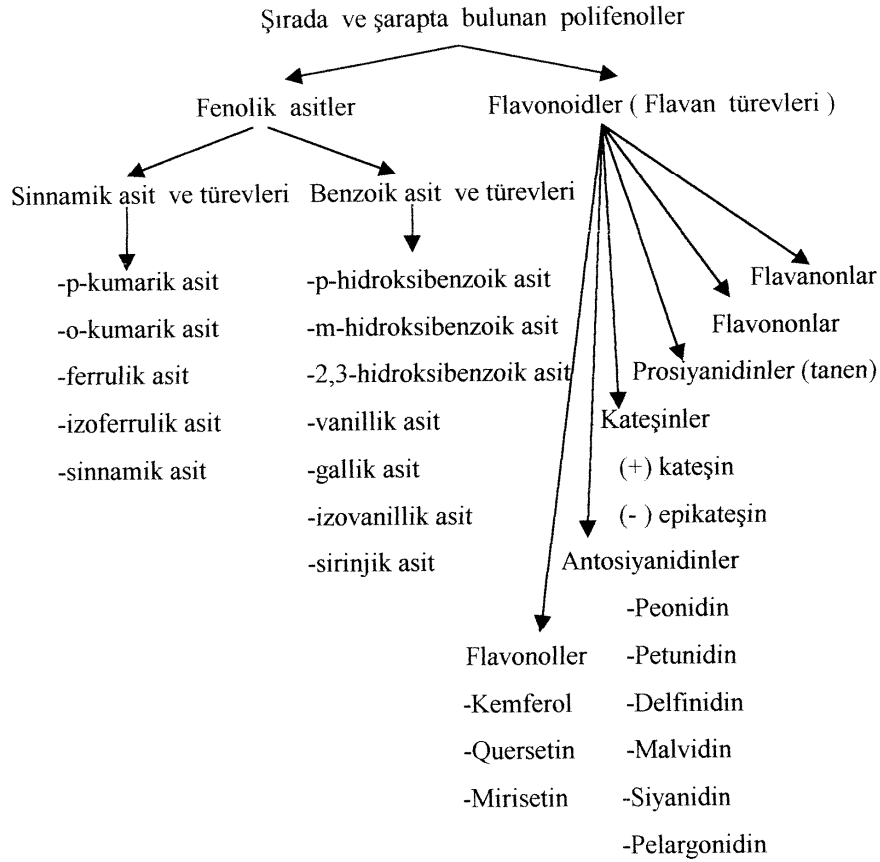 Şırada ve şarapta bulunan polifenoller
Fenolik asitler
Flavonoidler ( Flavan türevleri )
Sinnamik asit ve türevleri
-p-kumarik asit
-o-kumarik asit
-ferrulik asit
-izoferrulik asit
-sinnamik asit
Benzoik asit ve türevleri
-p-hidroksibenzoik asit
-m-hidroksibenzoik asit
-2,3-hidroksibenzoik asit
-vanillik asit
-gallik asit
-izovanillik asit
-sirinjik asit
Flavanonlar
Flavononlar
Prosiyanidinler (tanen)
Kateşinler
(+) kateşin
(- ) epikateşin
Antosiyanidinler
-Peonidin
-Petunidin
-Delfinidin
-Malvidin
-Siyanidin
-Pelargonidin
Flavonoller
-Kemferol
-Quersetin
-Mirisetin